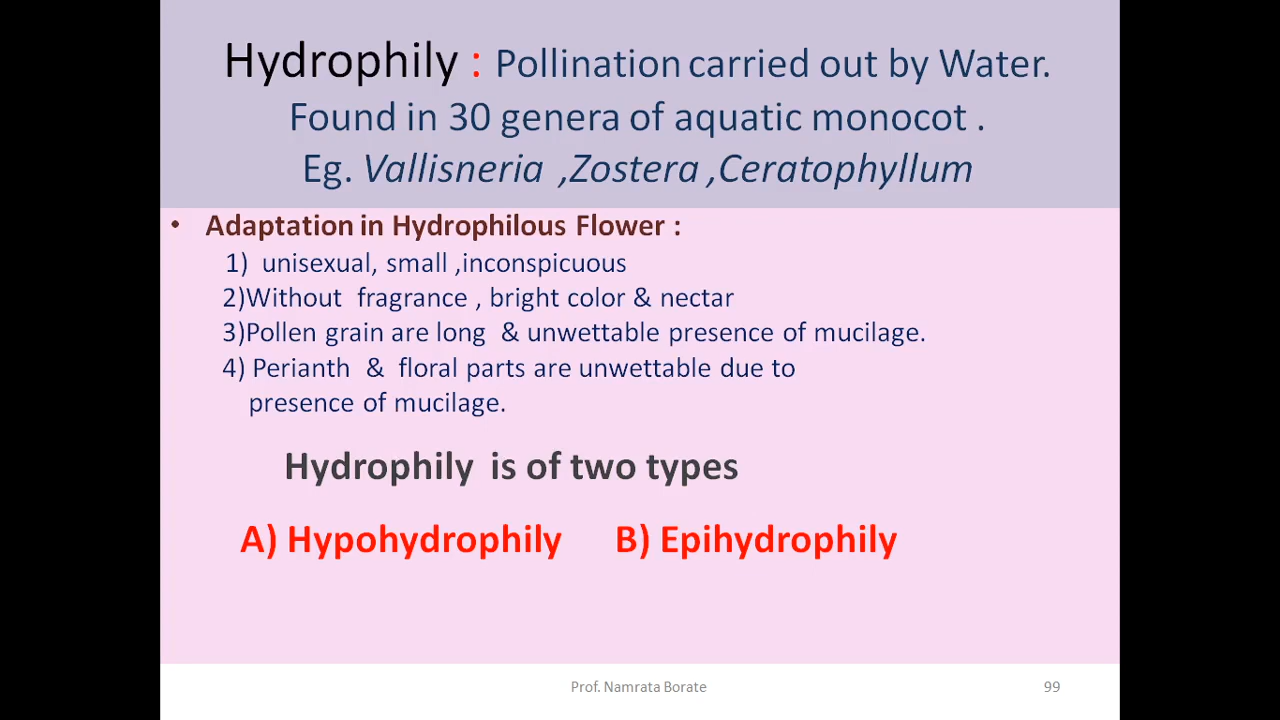 Hydrophily : Pollination carried out by Water.
Found in 30 genera of aquatic monocot .
Eg. Vallisneria ,Zostera ,Ceratophyllum
• Adaptation in Hydrophilous Flower :
1) unisexual, small ,inconspicuous
2)Without fragrance , bright color & nectar
3)Pollen grain are long & unwettable presence of mucilage.
4) Perianth & floral parts are unwettable due to
presence of mucilage.
Hydrophily is of two types
A) Hypohydrophily B) Epihydrophily
Prof. Namrata Borate 99